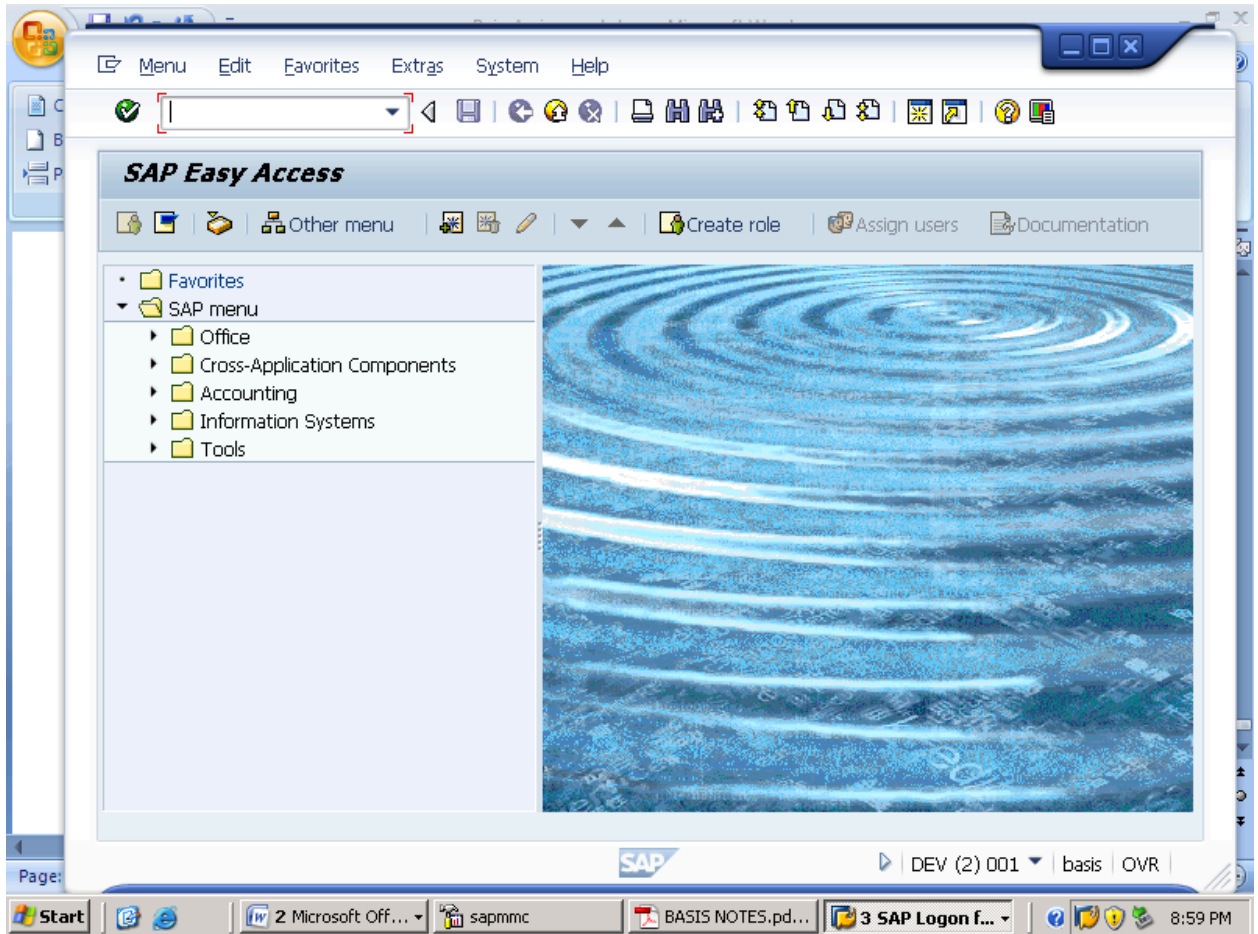 Menu Edit Favorites Extras System Help
SAP Easy Access
Other menu Create role Assign users Documentation
Favorites
SAP menu
Office
Cross-Application Components
Accounting
Information Systems
Tools
SAP
DEV (2) 001 basis OVR
Page:
Start 2 Microsoft Off... sapmmc BASIS NOTES.pd... 3 SAP Logon f... 8:59 PM